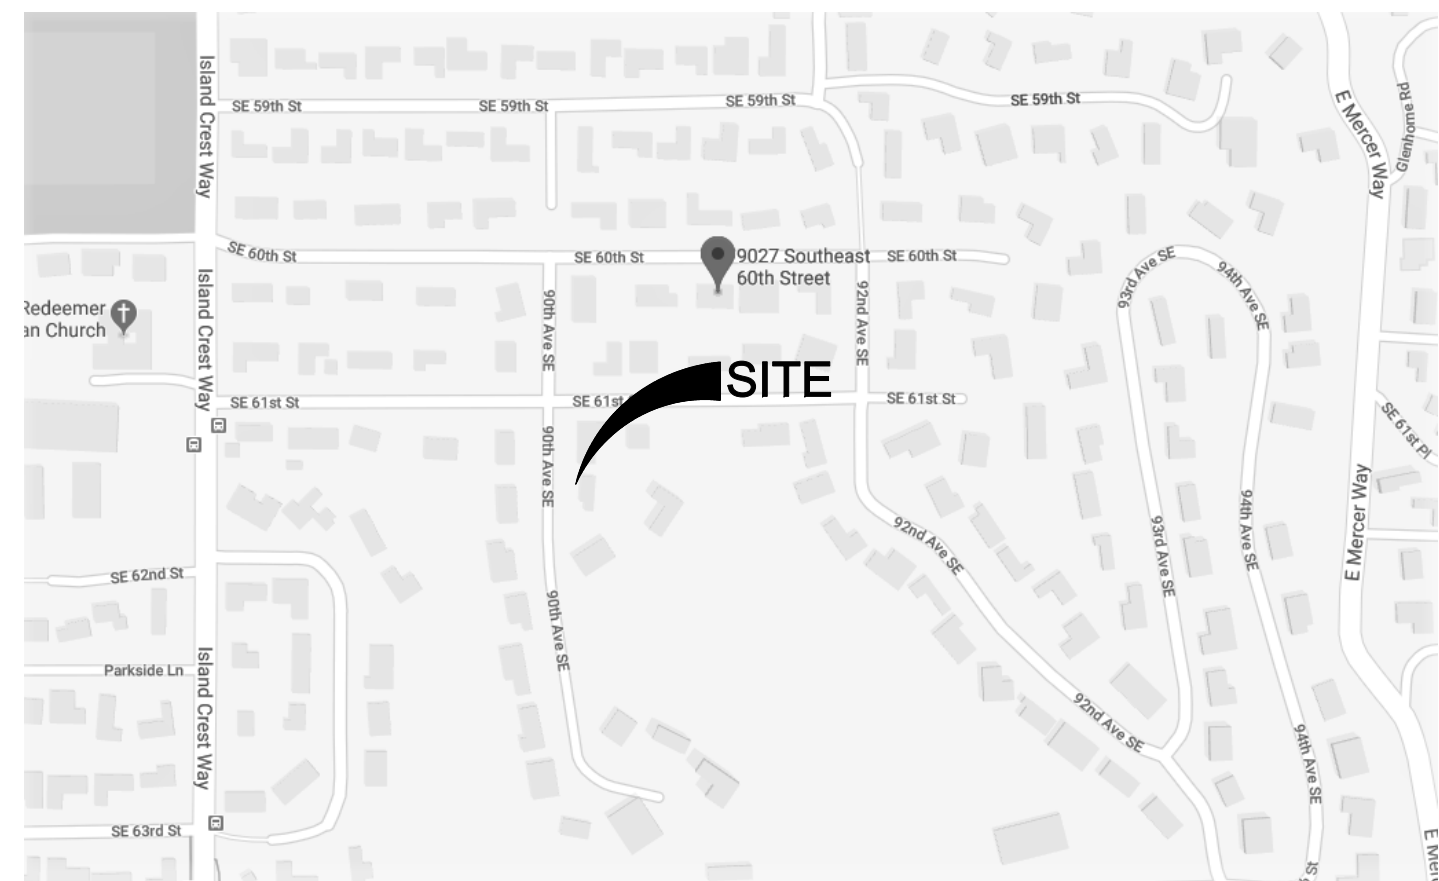 Island Crest Way
SE 59th St
SE 59th St
SE 59th St
SE 59th St
E Mercer Way
Glenhome Rd
SE 60th St
SE 60th St
9027 Southeast
60th Street
SE 60th St
93rd Ave SE
94th Ave SE
Redeemer
an Church
Island Crest Way
90th Ave SE
92nd Ave SE
SITE
SE 61st St
SE 61st
SE 61st St
SE 61st Pl
90th Ave SE
E Mercer Way
92nd Ave SE
93rd Ave SE
94th Ave SE
SE 62nd St
90th Ave SE
Parkside Ln
Island Crest Way
92nd Ave SE
94th Ave SE
SE 63rd St
E Mer